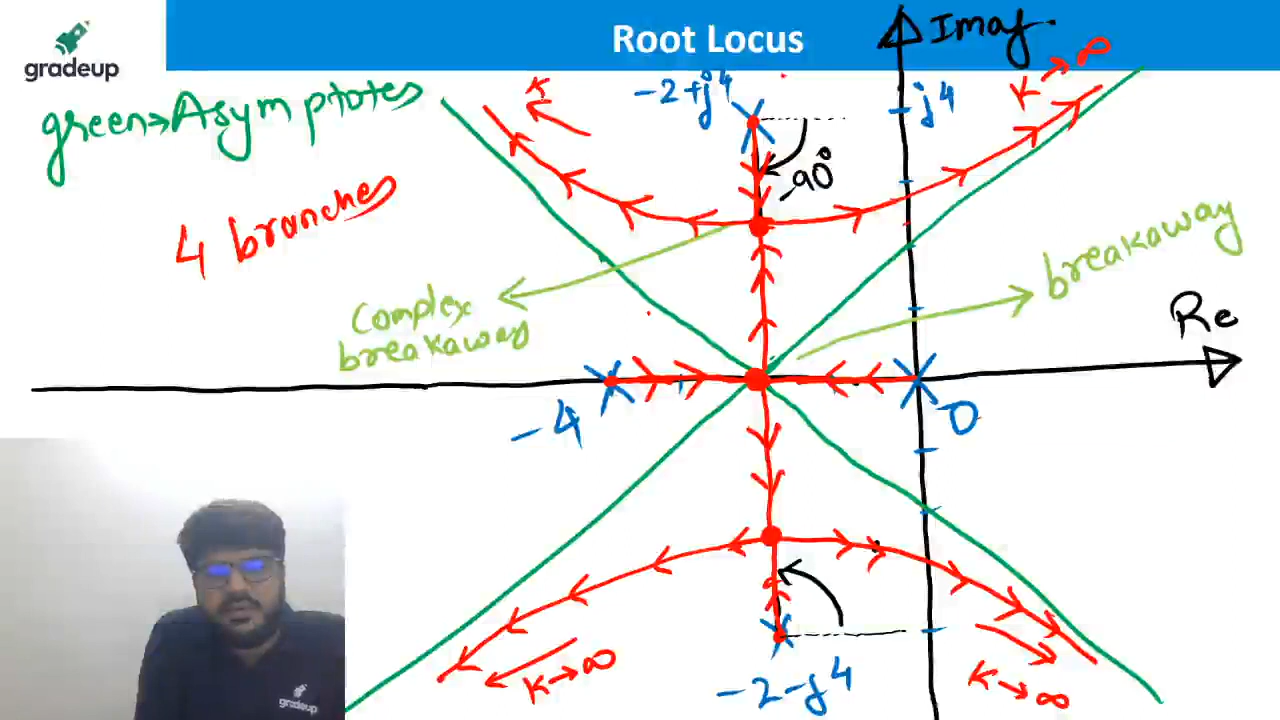 gradeup
Root Locus
Imag.
green→Asymptotes
K
-2+j4
j4
K→∞
-90°
4 branches
breakaway
Complex
breakaway
Re
-4
0
K→∞
-2-j4
K→∞
gradeup